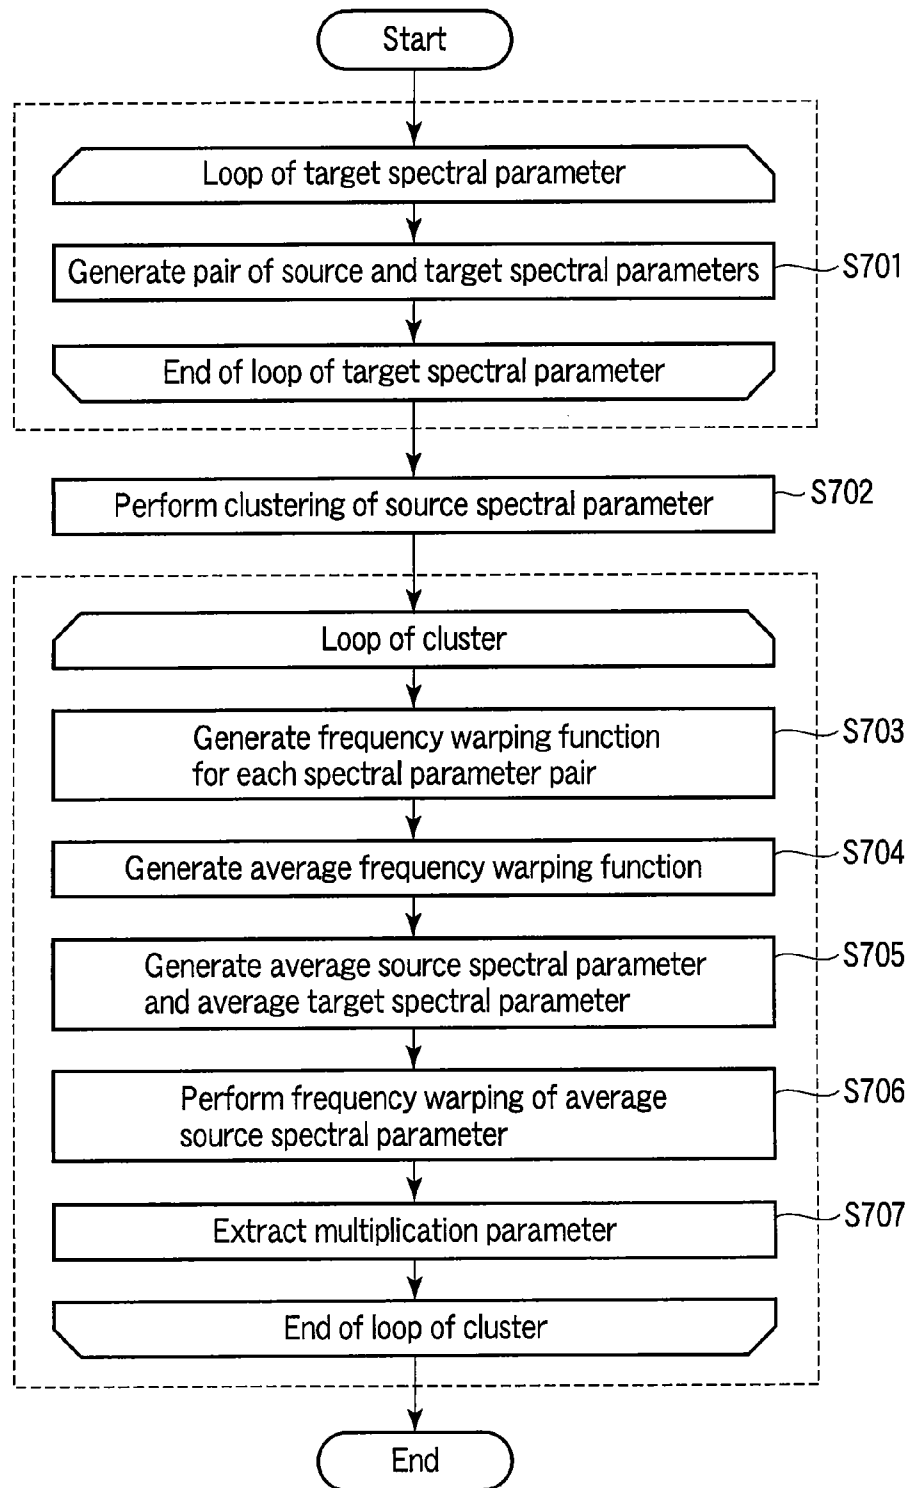 Start
Loop of target spectral parameter
Generate pair of source and target spectral parameters
S701
End of loop of target spectral parameter
Perform clustering of source spectral parameter
S702
Loop of cluster
Generate frequency warping function
for each spectral parameter pair
S703
Generate average frequency warping function
S704
Generate average source spectral parameter
and average target spectral parameter
S705
Perform frequency warping of average
source spectral parameter
S706
Extract multiplication parameter
S707
End of loop of cluster
End